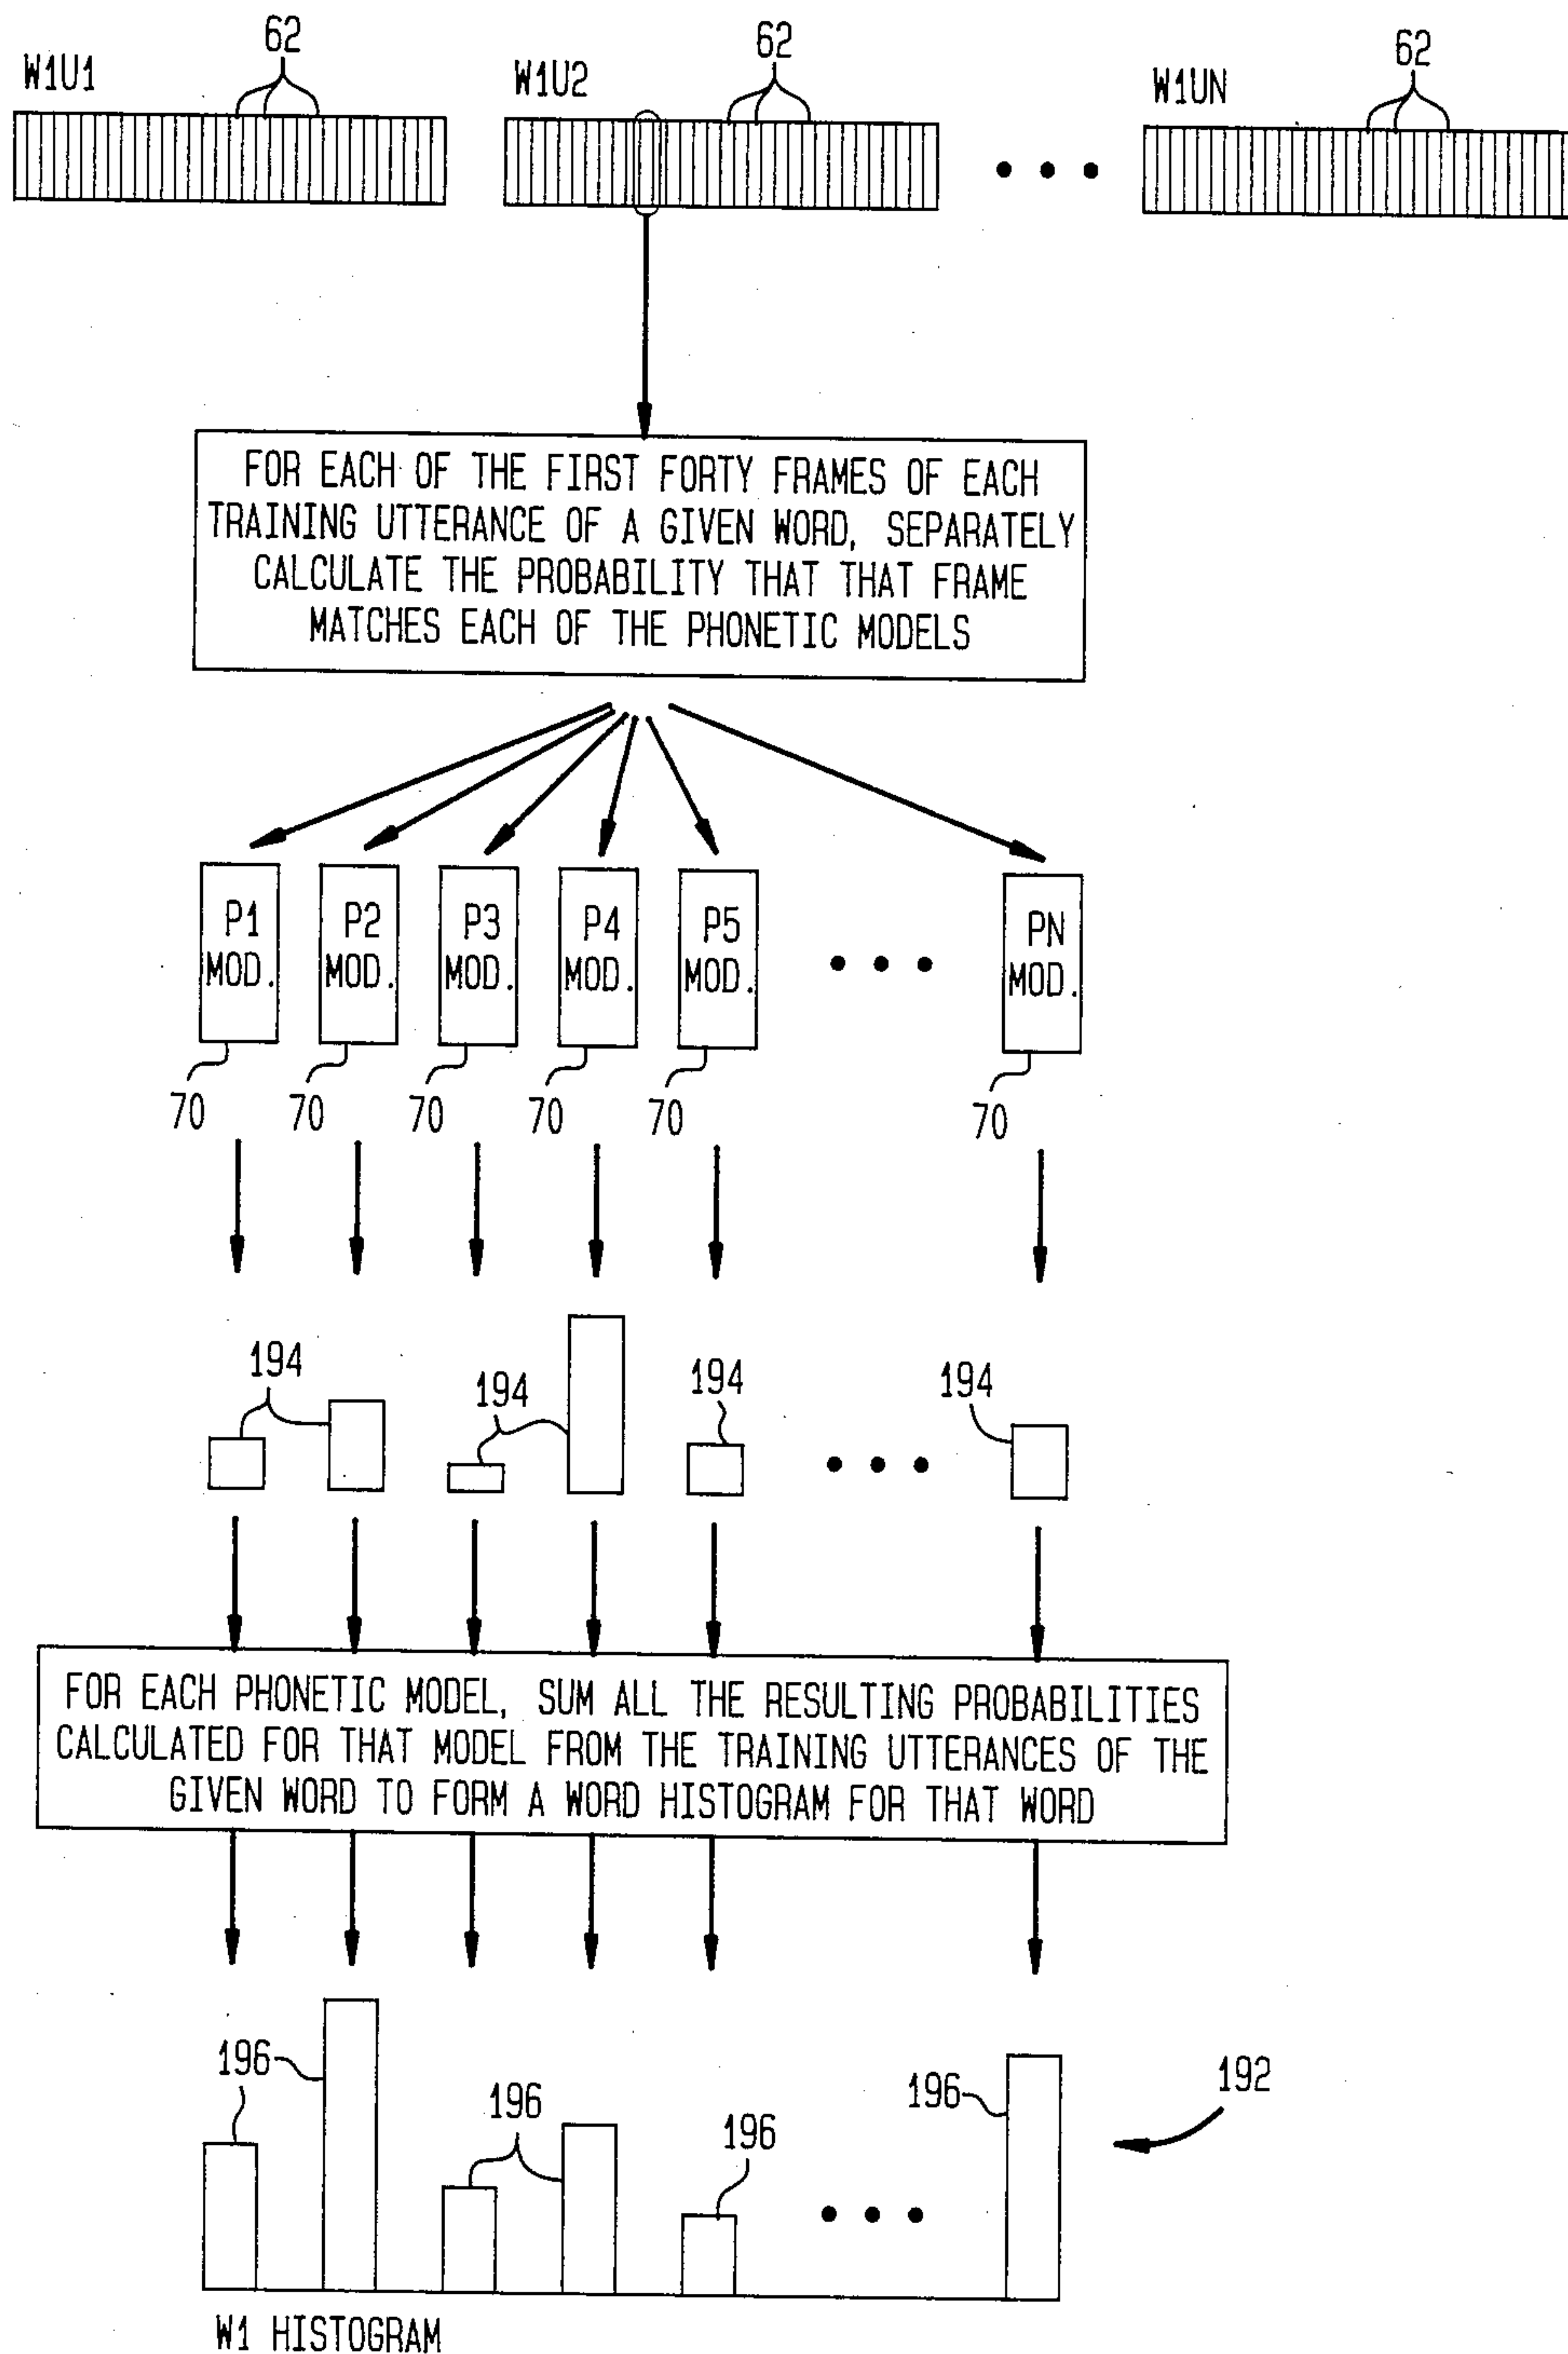 62 62 62
W1U1 W1U2 W1UN
FOR EACH OF THE FIRST FORTY FRAMES OF EACH
TRAINING UTTERANCE OF A GIVEN WORD, SEPARATELY
CALCULATE THE PROBABILITY THAT THAT FRAME
MATCHES EACH OF THE PHONETIC MODELS
P1 P2 P3 P4 P5 PN
MOD. MOD. MOD. MOD. MOD. MOD.
70 70 70 70 70 70
194 194 194 194
FOR EACH PHONETIC MODEL, SUM ALL THE RESULTING PROBABILITIES
CALCULATED FOR THAT MODEL FROM THE TRAINING UTTERANCES OF THE
GIVEN WORD TO FORM A WORD HISTOGRAM FOR THAT WORD
196 196 196 196 192
W1 HISTOGRAM